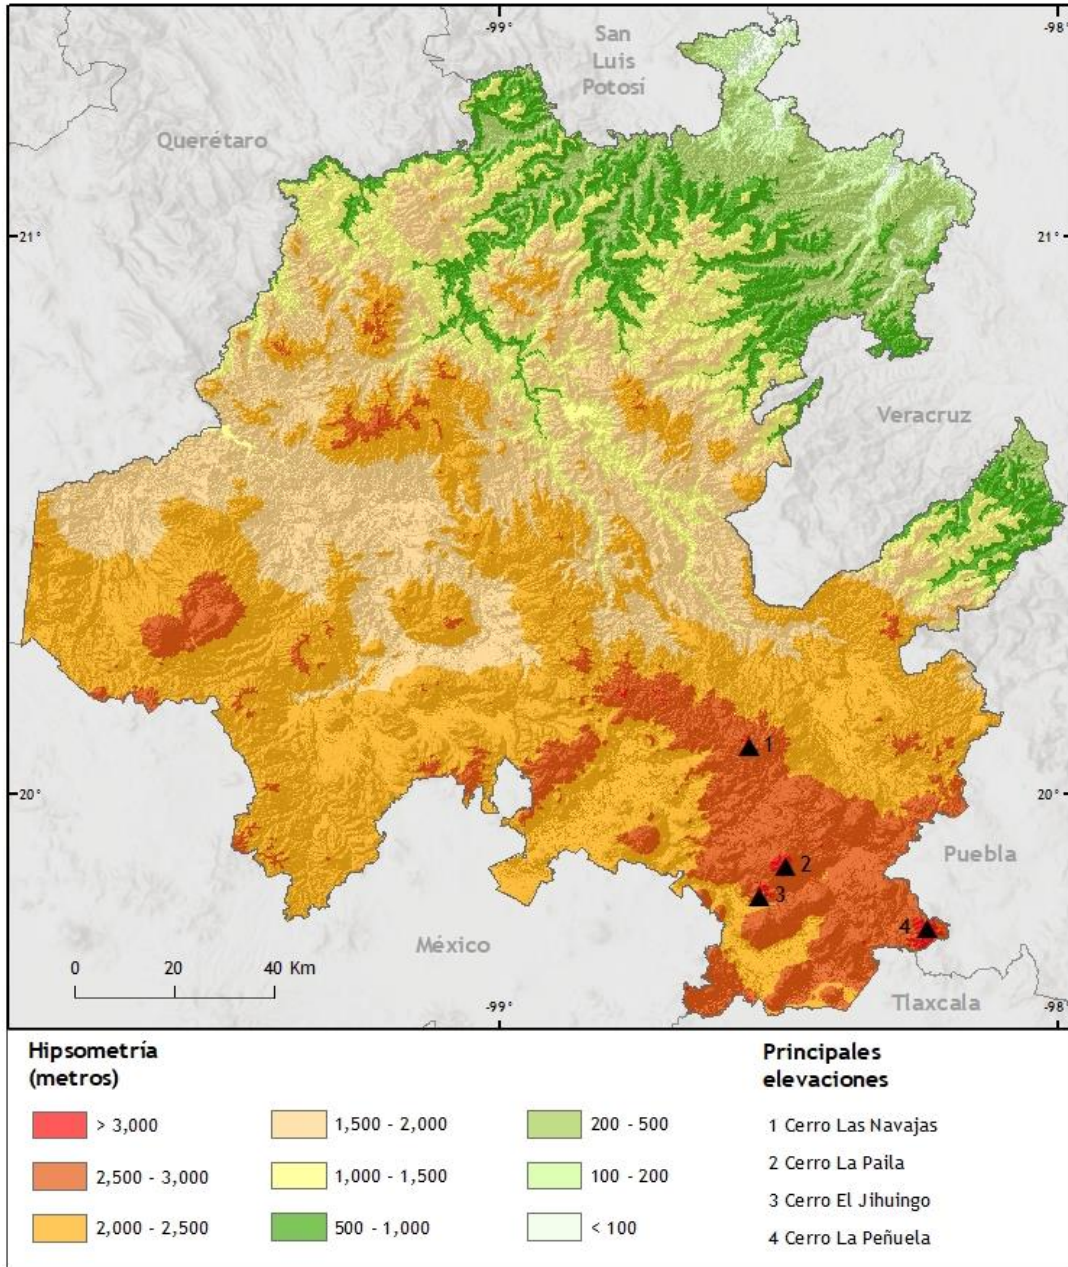 -99°
-98°
San
Luis
Potosí
Querétaro
21°
21°
Veracruz
1
20°
20°
2
Puebla
3
4
México
0 20 40 Km
Tlaxcala
-99°
-98°
Hipsometría
(metros)
> 3,000
2,500 - 3,000
2,000 - 2,500
1,500 - 2,000
1,000 - 1,500
500 - 1,000
200 - 500
100 - 200
< 100
Principales
elevaciones
1 Cerro Las Navajas
2 Cerro La Paila
3 Cerro El Jihuingo
4 Cerro La Peñuela